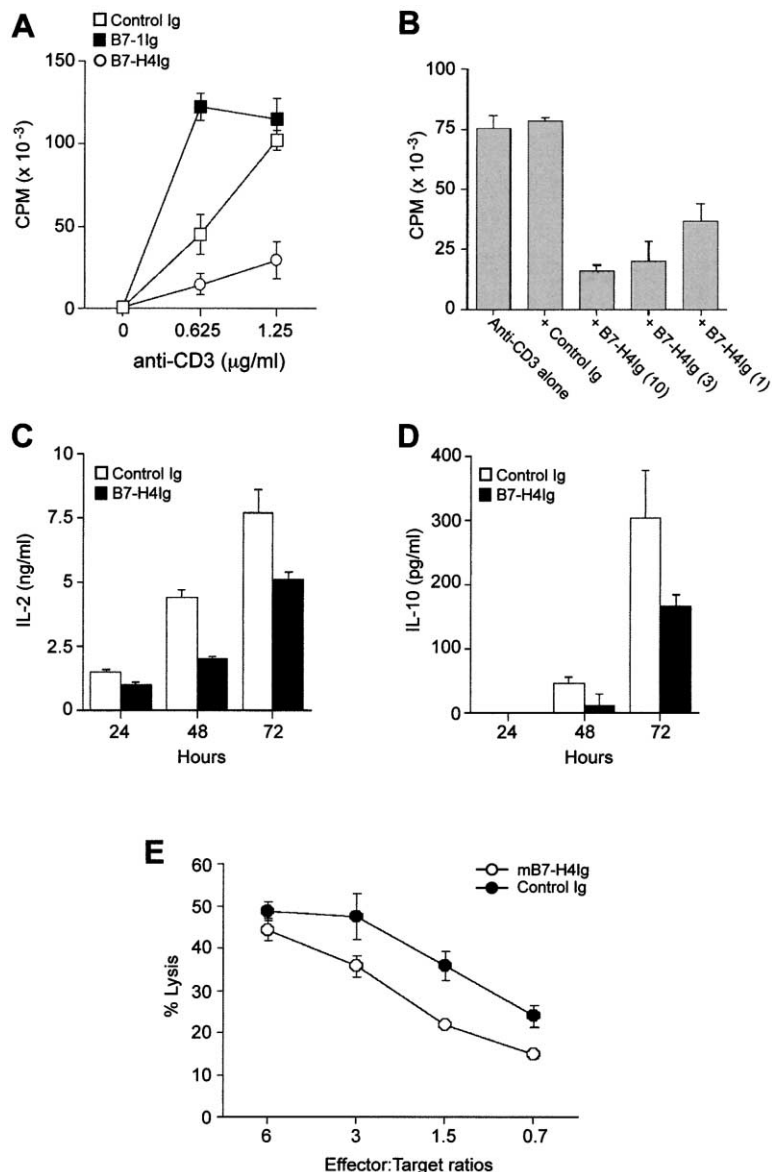 A
Control Ig
B7-1Ig
B7-H4Ig
150
100
50
0
CPM (x 10-3)
0
0.625
1.25
anti-CD3 (µg/ml)
B
100
75
50
25
0
CPM (x 10-3)
Anti-CD3 alone
+ Control Ig
+ B7-H4Ig (10)
+ B7-H4Ig (3)
+ B7-H4Ig (1)
C
Control Ig
B7-H4Ig
10
7.5
5
2.5
0
IL-2 (ng/ml)
24
48
72
Hours
D
Control Ig
B7-H4Ig
400
300
200
100
0
IL-10 (pg/ml)
24
48
72
Hours
E
mB7-H4Ig
Control Ig
60
50
40
30
20
10
0
% Lysis
6
3
1.5
0.7
Effector:Target ratios